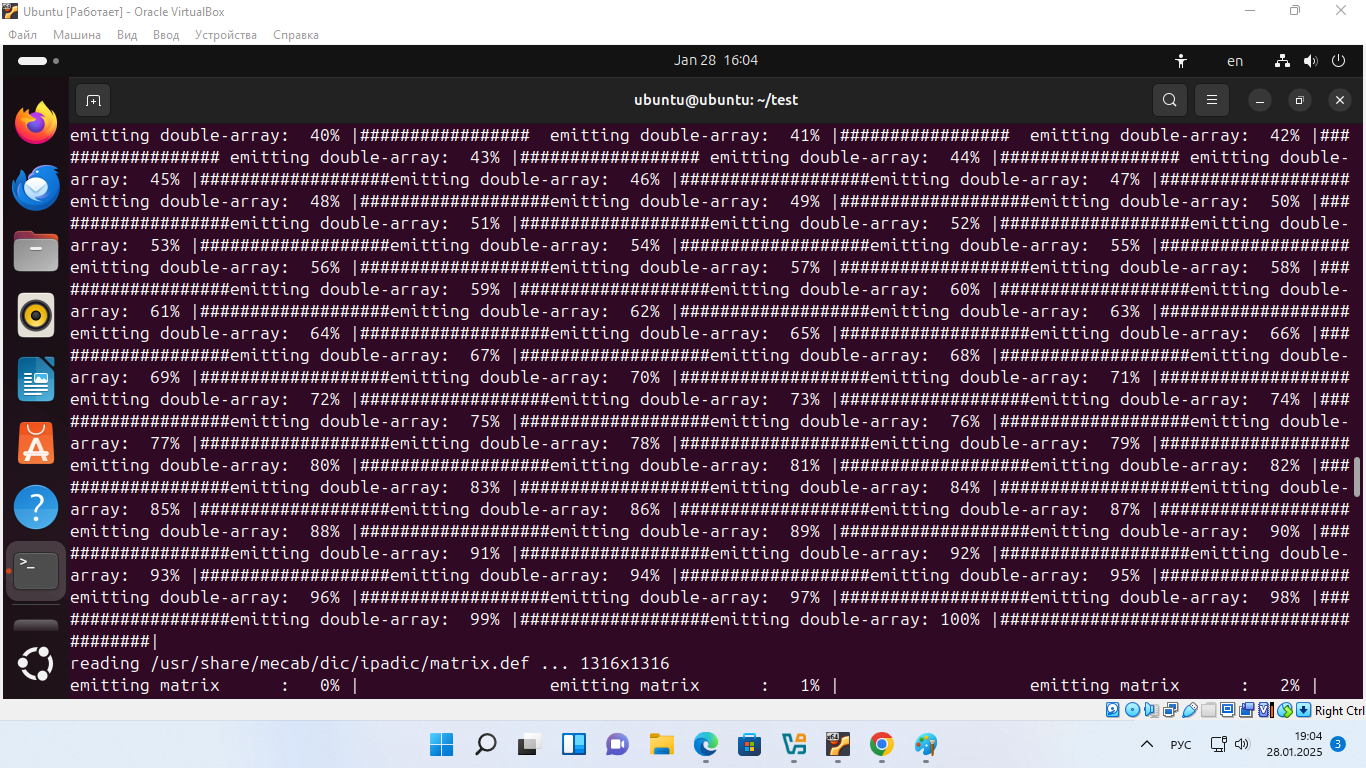 Ubuntu [Работает] - Oracle VirtualBox
Файл Машина Вид Ввод Устройства Справка
Jan 28 16:04
en
ubuntu@ubuntu: ~/test
emitting double-array:  40% |#################  emitting double-array:  41% |#################  emitting double-array:  42% |###
############### emitting double-array:  43% |################## emitting double-array:  44% |################## emitting double-
array:  45% |###################emitting double-array:  46% |###################emitting double-array:  47% |###################
emitting double-array:  48% |###################emitting double-array:  49% |###################emitting double-array:  50% |###
################emitting double-array:  51% |###################emitting double-array:  52% |###################emitting double-
array:  53% |###################emitting double-array:  54% |###################emitting double-array:  55% |###################
emitting double-array:  56% |###################emitting double-array:  57% |###################emitting double-array:  58% |###
################emitting double-array:  59% |###################emitting double-array:  60% |###################emitting double-
array:  61% |###################emitting double-array:  62% |###################emitting double-array:  63% |###################
emitting double-array:  64% |###################emitting double-array:  65% |###################emitting double-array:  66% |###
################emitting double-array:  67% |###################emitting double-array:  68% |###################emitting double-
array:  69% |###################emitting double-array:  70% |###################emitting double-array:  71% |###################
emitting double-array:  72% |###################emitting double-array:  73% |###################emitting double-array:  74% |###
################emitting double-array:  75% |###################emitting double-array:  76% |###################emitting double-
array:  77% |###################emitting double-array:  78% |###################emitting double-array:  79% |###################
emitting double-array:  80% |###################emitting double-array:  81% |###################emitting double-array:  82% |###
################emitting double-array:  83% |###################emitting double-array:  84% |###################emitting double-
array:  85% |###################emitting double-array:  86% |###################emitting double-array:  87% |###################
emitting double-array:  88% |###################emitting double-array:  89% |###################emitting double-array:  90% |###
################emitting double-array:  91% |###################emitting double-array:  92% |###################emitting double-
array:  93% |###################emitting double-array:  94% |###################emitting double-array:  95% |###################
emitting double-array:  96% |###################emitting double-array:  97% |###################emitting double-array:  98% |###
################emitting double-array:  99% |###################emitting double-array: 100% |###################################
########|
reading /usr/share/mecab/dic/ipadic/matrix.def ... 1316x1316
emitting matrix      :   0% |                   emitting matrix      :   1% |                   emitting matrix      :   2% |
Right Ctrl
РУС
19:04
28.01.2025
3